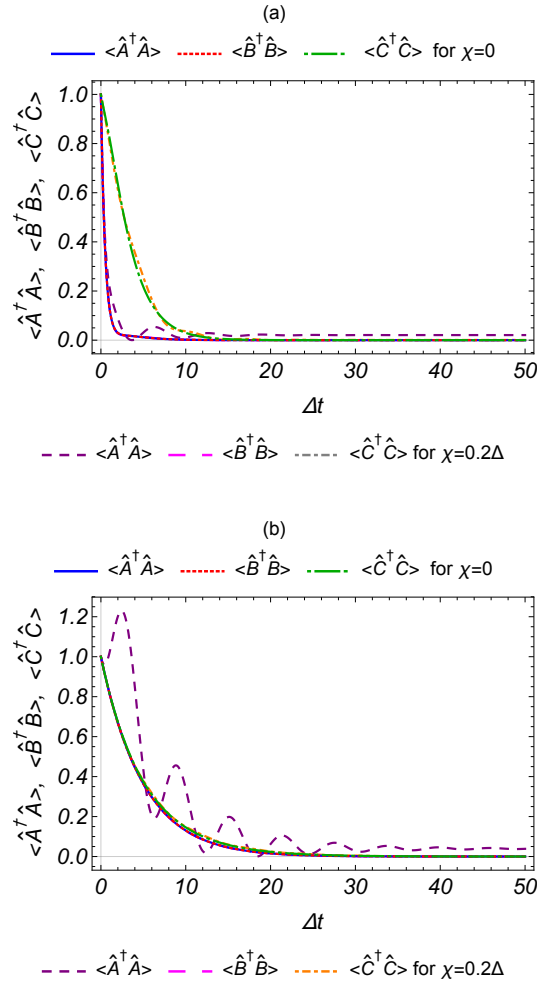 (a)
<Â†Â> <B̂†B̂> <Ĉ†Ĉ> for χ=0
<Â†Â>, <B̂†B̂>, <Ĉ†Ĉ>
1.0
0.8
0.6
0.4
0.2
0.0
0 10 20 30 40 50
Δt
<Â†Â> <B̂†B̂> <Ĉ†Ĉ> for χ=0.2Δ
(b)
<Â†Â> <B̂†B̂> <Ĉ†Ĉ> for χ=0
<Â†Â>, <B̂†B̂>, <Ĉ†Ĉ>
1.2
1.0
0.8
0.6
0.4
0.2
0.0
0 10 20 30 40 50
Δt
<Â†Â> <B̂†B̂> <Ĉ†Ĉ> for χ=0.2Δ